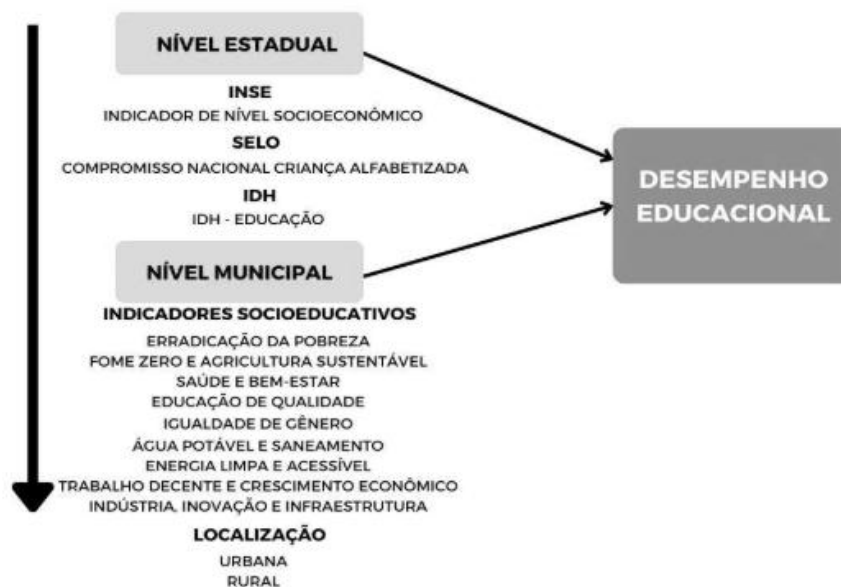 NÍVEL ESTADUAL
INSE
INDICADOR DE NÍVEL SOCIOECONÔMICO
SELO
COMPROMISSO NACIONAL CRIANÇA ALFABETIZADA
IDH
IDH - EDUCAÇÃO
NÍVEL MUNICIPAL
INDICADORES SOCIOEDUCATIVOS
ERRADICAÇÃO DA POBREZA
FOME ZERO E AGRICULTURA SUSTENTÁVEL
SAÚDE E BEM-ESTAR
EDUCAÇÃO DE QUALIDADE
IGUALDADE DE GÊNERO
ÁGUA POTÁVEL E SANEAMENTO
ENERGIA LIMPA E ACESSÍVEL
TRABALHO DECENTE E CRESCIMENTO ECONÔMICO
INDÚSTRIA, INOVAÇÃO E INFRAESTRUTURA
LOCALIZAÇÃO
URBANA
RURAL
DESEMPENHO
EDUCACIONAL